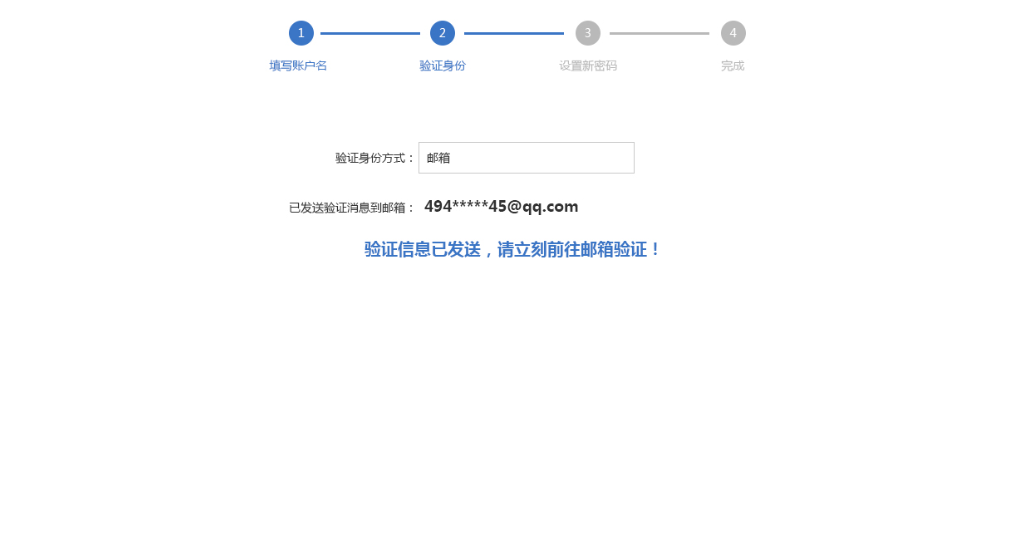 1 2 3 4
填写账户名 验证身份 设置新密码 完成
验证身份方式： 邮箱
已发送验证消息到邮箱： 494*****45@qq.com
验证信息已发送，请立刻前往邮箱验证！